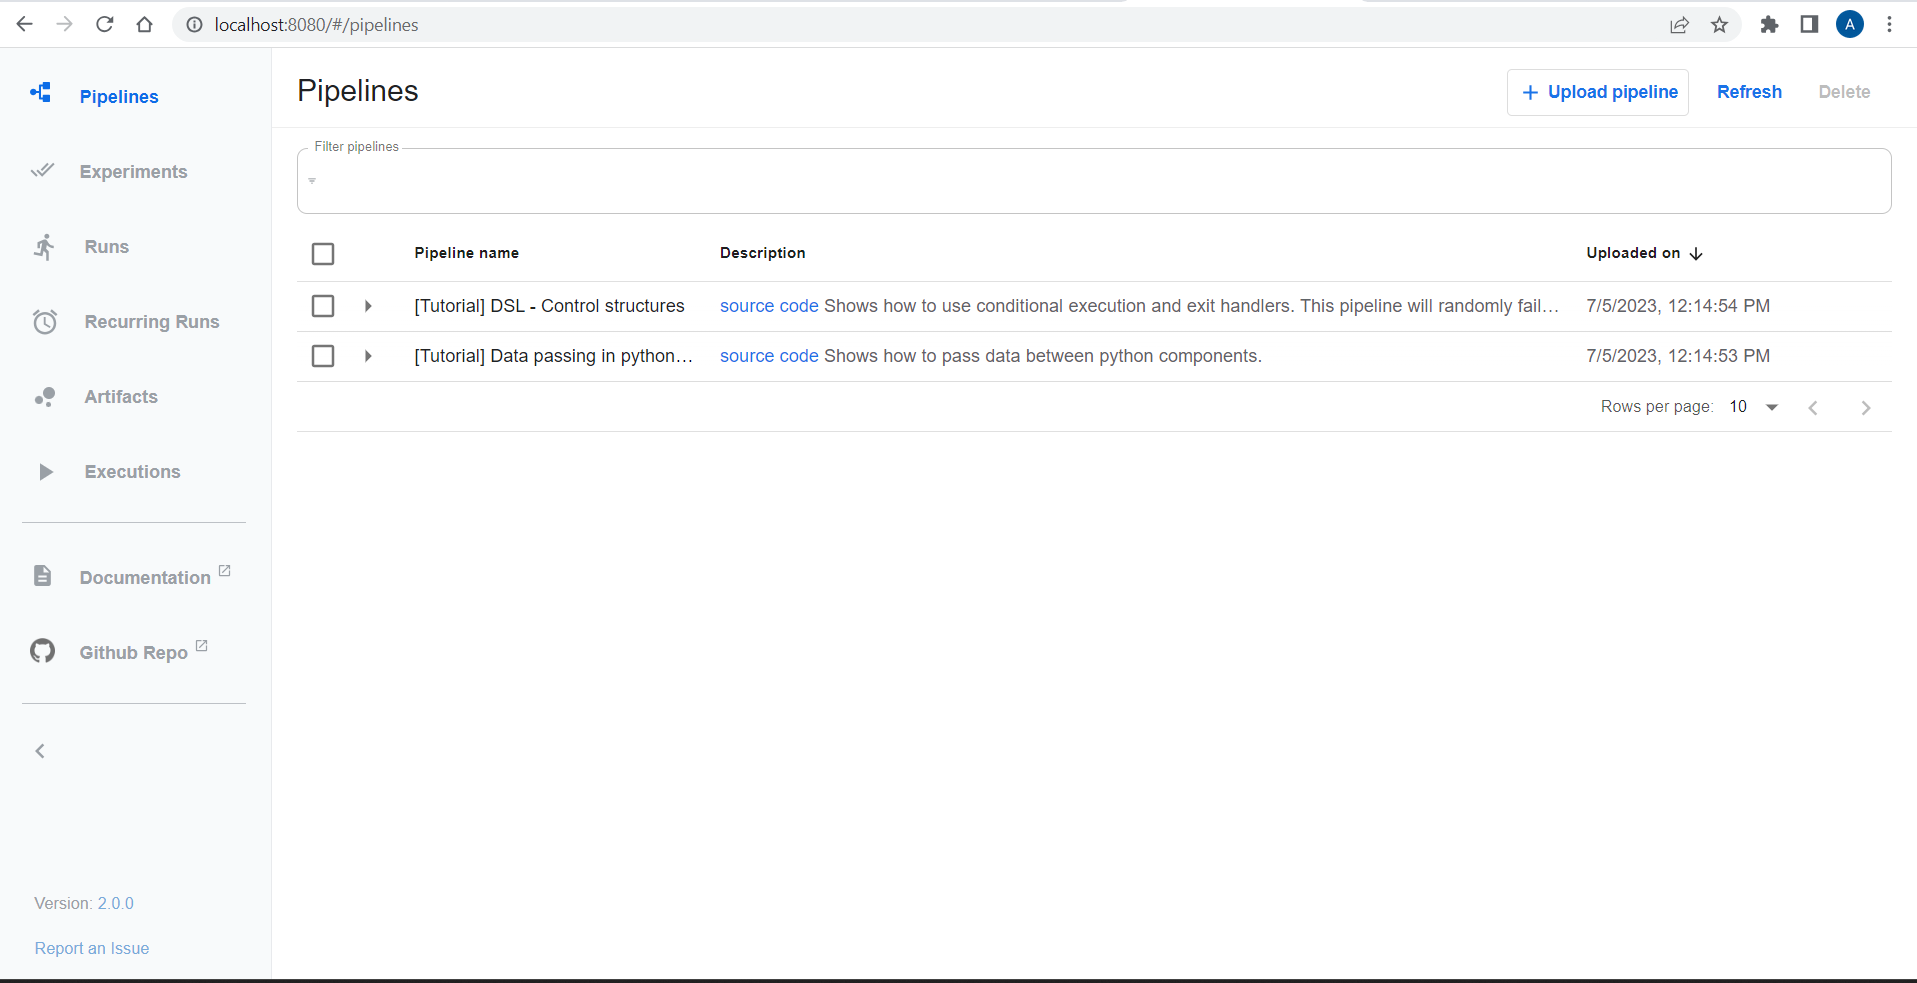 localhost:8080/#/pipelines
A
Pipelines
Experiments
Runs
Recurring Runs
Artifacts
Executions
Documentation
Github Repo
Version: 2.0.0
Report an Issue
Pipelines
+ Upload pipeline Refresh Delete
Filter pipelines
Pipeline name Description Uploaded on
[Tutorial] DSL - Control structures source code Shows how to use conditional execution and exit handlers. This pipeline will randomly fail… 7/5/2023, 12:14:54 PM
[Tutorial] Data passing in python… source code Shows how to pass data between python components. 7/5/2023, 12:14:53 PM
Rows per page: 10